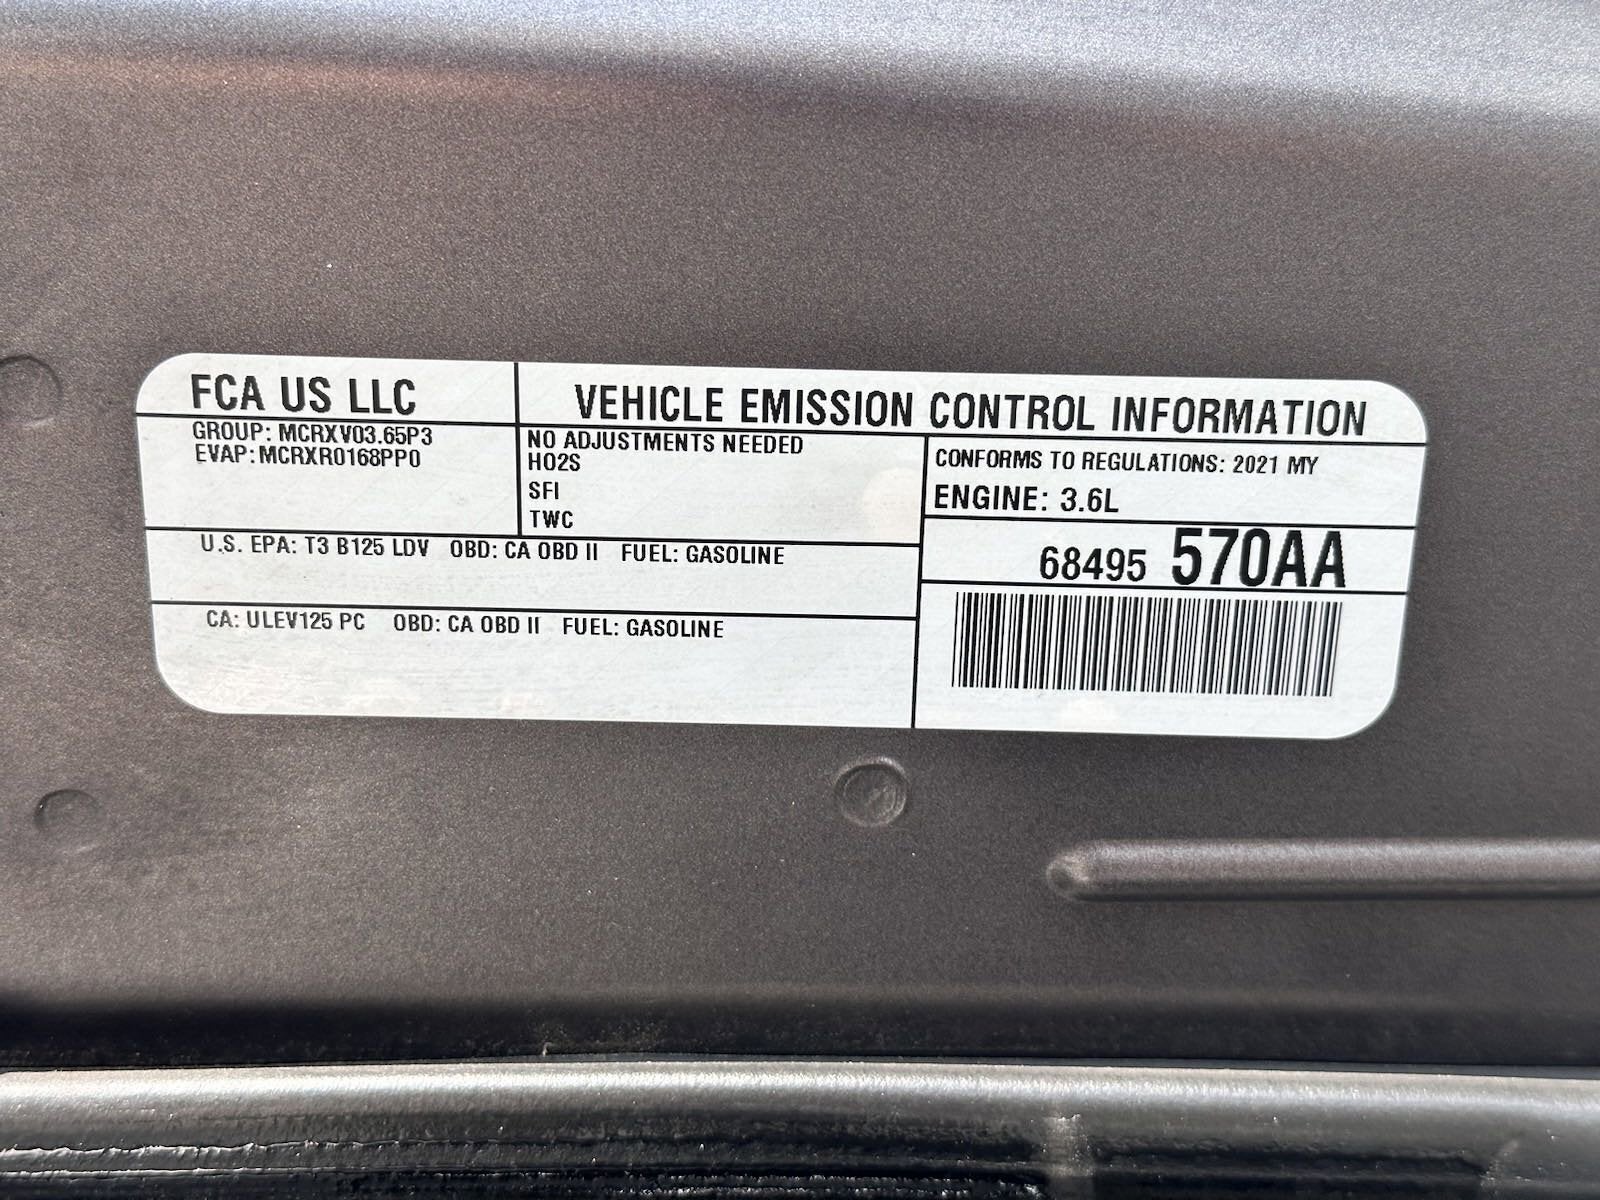 FCA US LLC
VEHICLE EMISSION CONTROL INFORMATION
GROUP: MCRXV03.65P3
EVAP: MCRXR0168PP0
NO ADJUSTMENTS NEEDED
HO2S
SFI
TWC
CONFORMS TO REGULATIONS: 2021 MY
ENGINE: 3.6L
68495 570AA
U.S. EPA: T3 B125 LDV OBD: CA OBD II FUEL: GASOLINE
CA: ULEV125 PC OBD: CA OBD II FUEL: GASOLINE